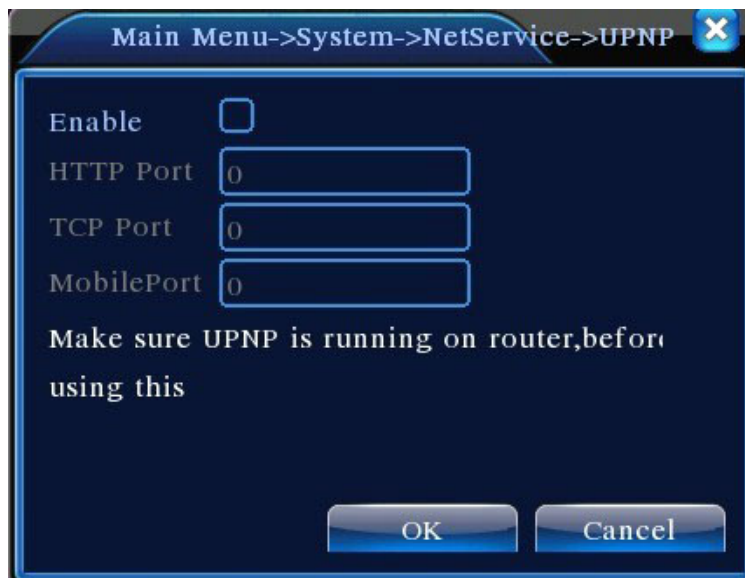 Main Menu->System->NetService->UPNP
Enable
HTTP Port 0
TCP Port 0
MobilePort 0
Make sure UPNP is running on router,before
using this
OK Cancel